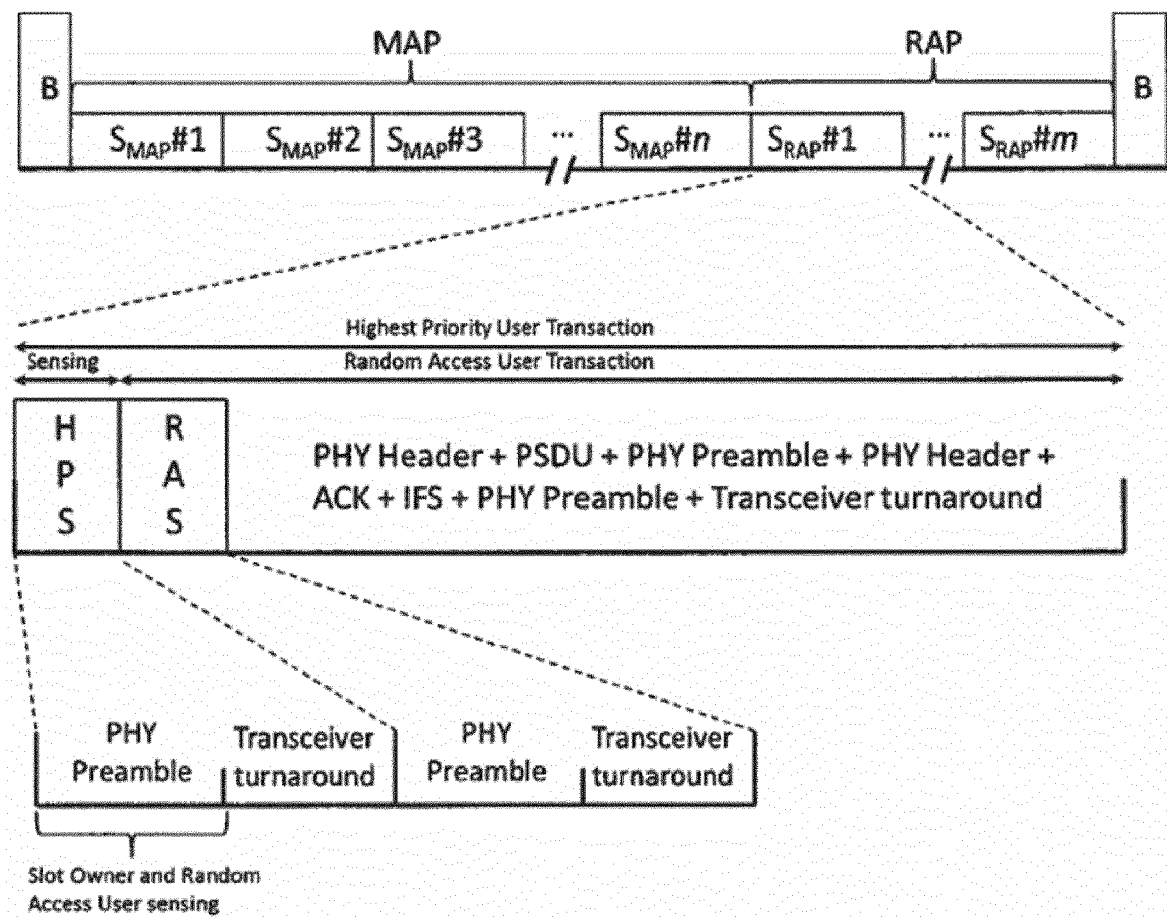 MAP RAP
B B
S_MAP#1 S_MAP#2 S_MAP#3 ... S_MAP#n S_RAP#1 ... S_RAP#m
Highest Priority User Transaction
Sensing Random Access User Transaction
H R
P A
S S
PHY Header + PSDU + PHY Preamble + PHY Header +
ACK + IFS + PHY Preamble + Transceiver turnaround
PHY Transceiver PHY Transceiver
Preamble turnaround Preamble turnaround
Slot Owner and Random
Access User sensing